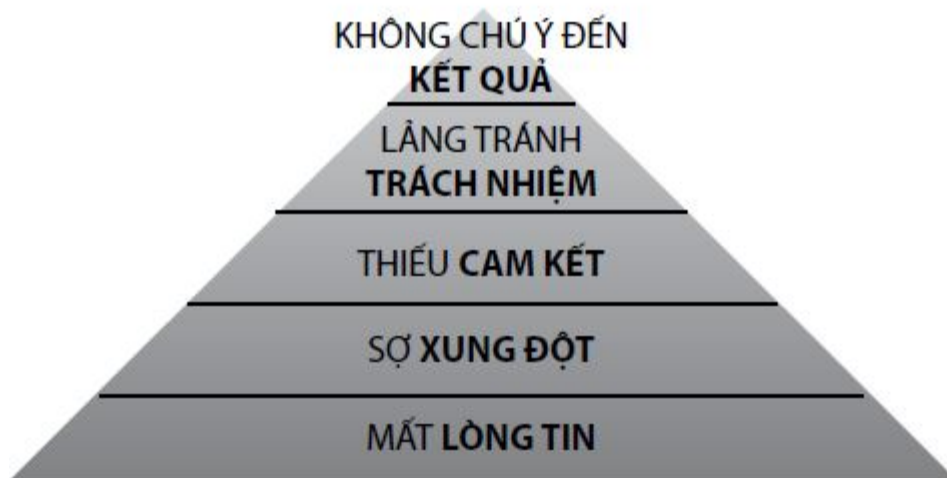 KHÔNG CHÚ Ý ĐẾN
KẾT QUẢ
LẢNG TRÁNH
TRÁCH NHIỆM
THIẾU CAM KẾT
SỢ XUNG ĐỘT
MẤT LÒNG TIN